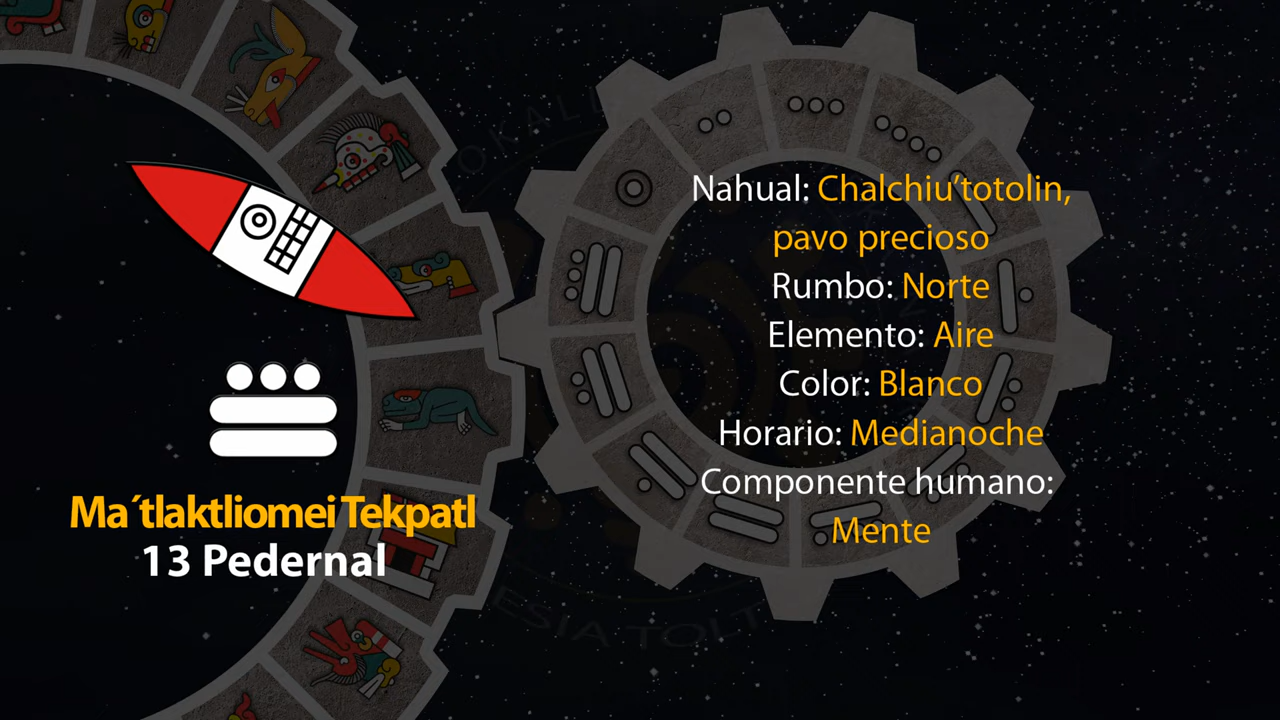 Ma´tlaktliomei Tekpatl
13 Pedernal
Nahual: Chalchiu’totolin,
pavo precioso
Rumbo: Norte
Elemento: Aire
Color: Blanco
Horario: Medianoche
Componente humano:
Mente